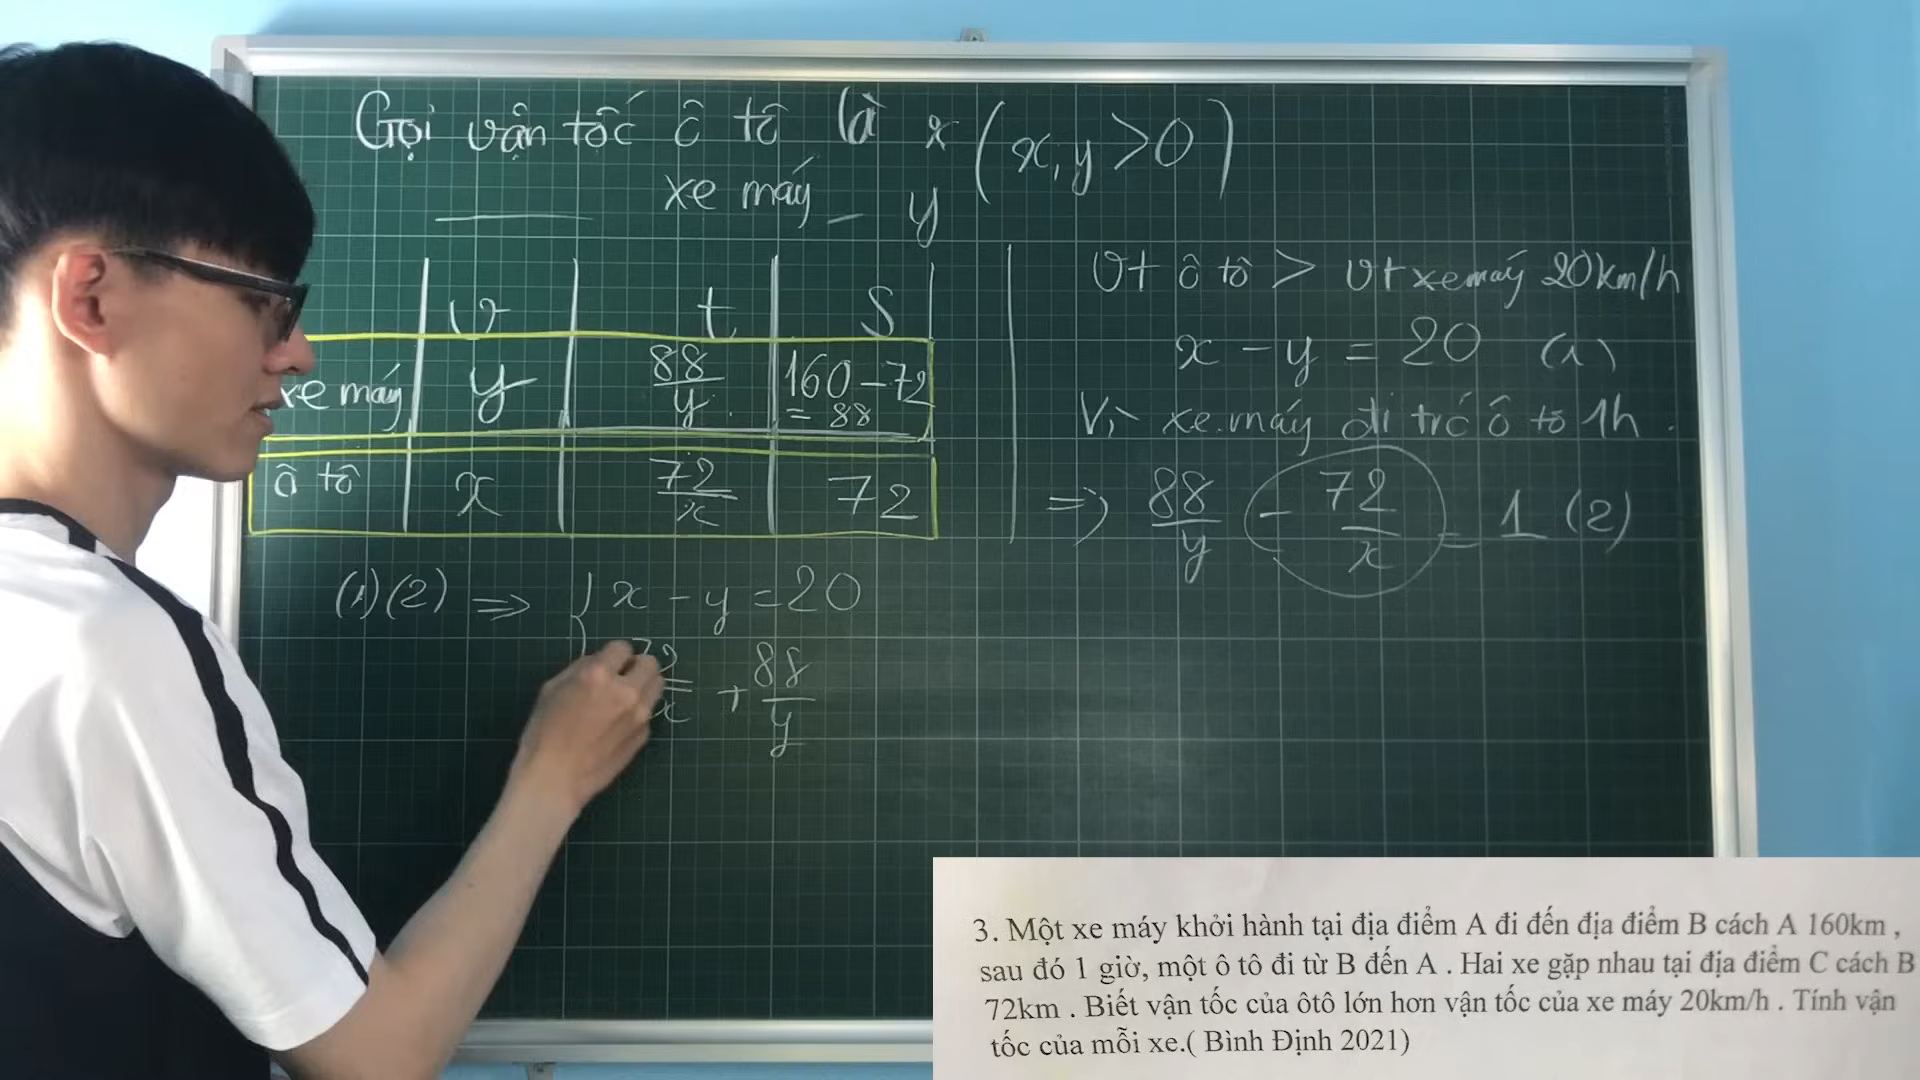 Gọi vận tốc ô tô là x (x, y > 0)
xe máy _ y
v t S
xe máy y 88/y 160 - 72 = 88
ô tô x 72/x 72
Vt ô tô > vt xe máy 20km/h
x - y = 20 (1)
Vì xe máy đi trc ô tô 1h.
=> 88/y - 72/x = 1 (2)
(1)(2) => { x - y = 20
72/x + 88/y
3. Một xe máy khởi hành tại địa điểm A đi đến địa điểm B cách A 160km ,
sau đó 1 giờ, một ô tô đi từ B đến A . Hai xe gặp nhau tại địa điểm C cách B
72km . Biết vận tốc của ôtô lớn hơn vận tốc của xe máy 20km/h . Tính vận
tốc của mỗi xe.( Bình Định 2021)